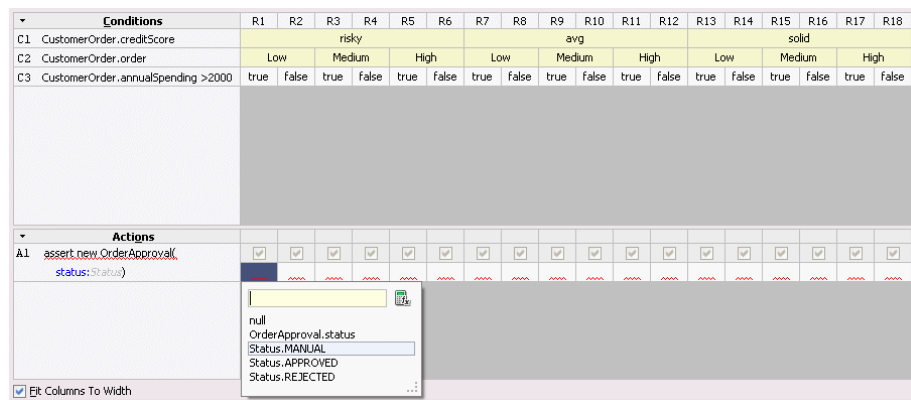 Conditions R1 R2 R3 R4 R5 R6 R7 R8 R9 R10 R11 R12 R13 R14 R15 R16 R17 R18
C1 CustomerOrder.creditScore risky avg solid
C2 CustomerOrder.order Low Medium High Low Medium High Low Medium High
C3 CustomerOrder.annualSpending >2000 true false true false true false true false true false true false true false true false true false
Actions
A1 assert new OrderApproval(
status:Status)
null
OrderApproval.status
Status.MANUAL
Status.APPROVED
Status.REJECTED
Fit Columns To Width